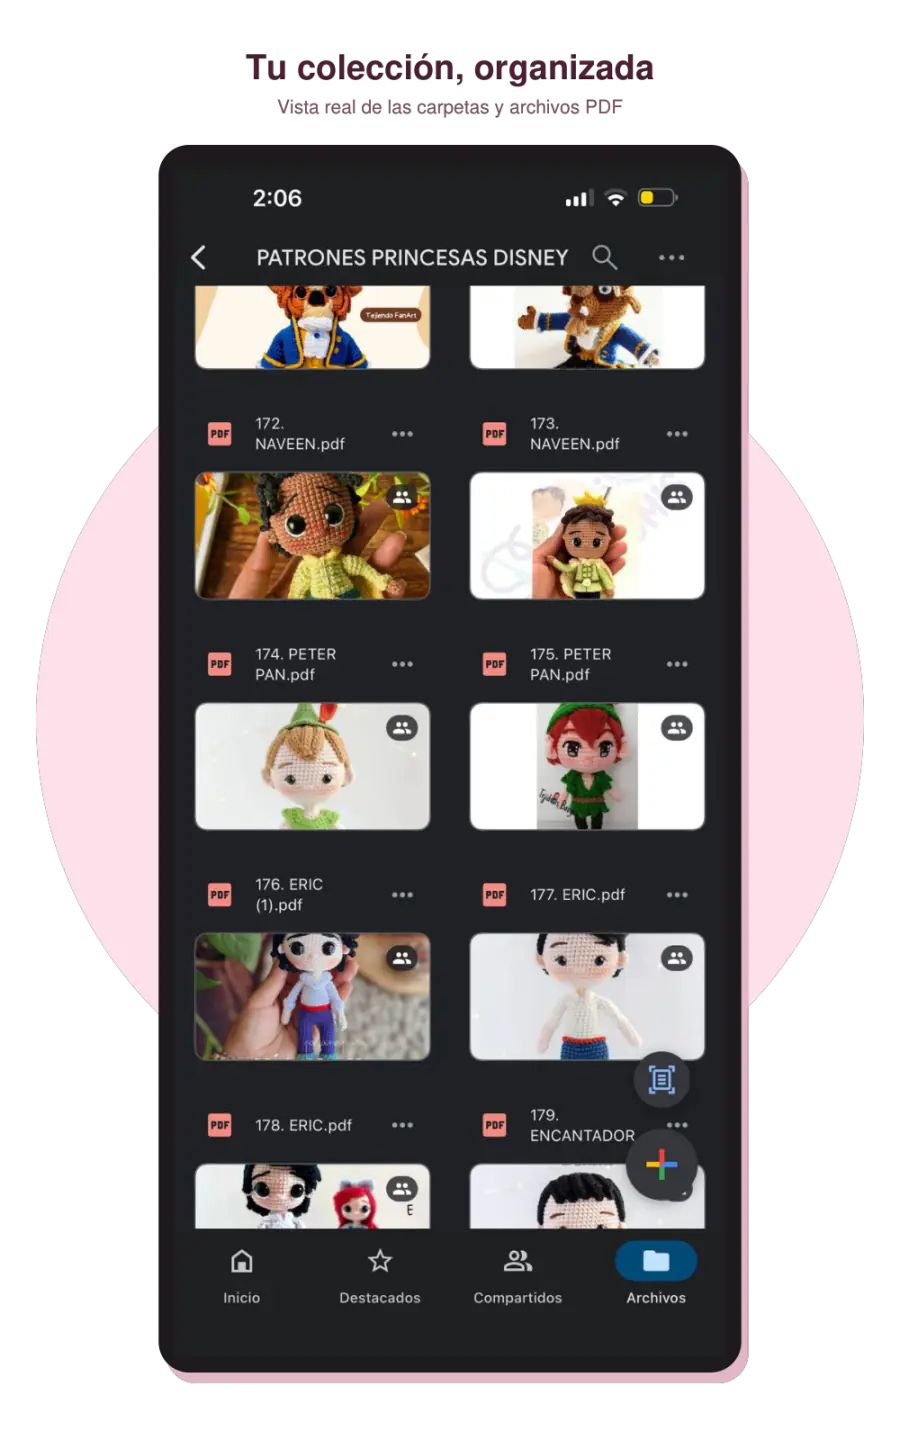 Tu colección, organizada
Vista real de las carpetas y archivos PDF
2:06
PATRONES PRINCESAS DISNEY
Tejiendo FanArt
PDF
172.
NAVEEN.pdf
PDF
173.
NAVEEN.pdf
PDF
174. PETER
PAN.pdf
PDF
175. PETER
PAN.pdf
PDF
176. ERIC
(1).pdf
PDF
177. ERIC.pdf
PDF
178. ERIC.pdf
PDF
179.
ENCANTADOR
E
Inicio
Destacados
Compartidos
Archivos